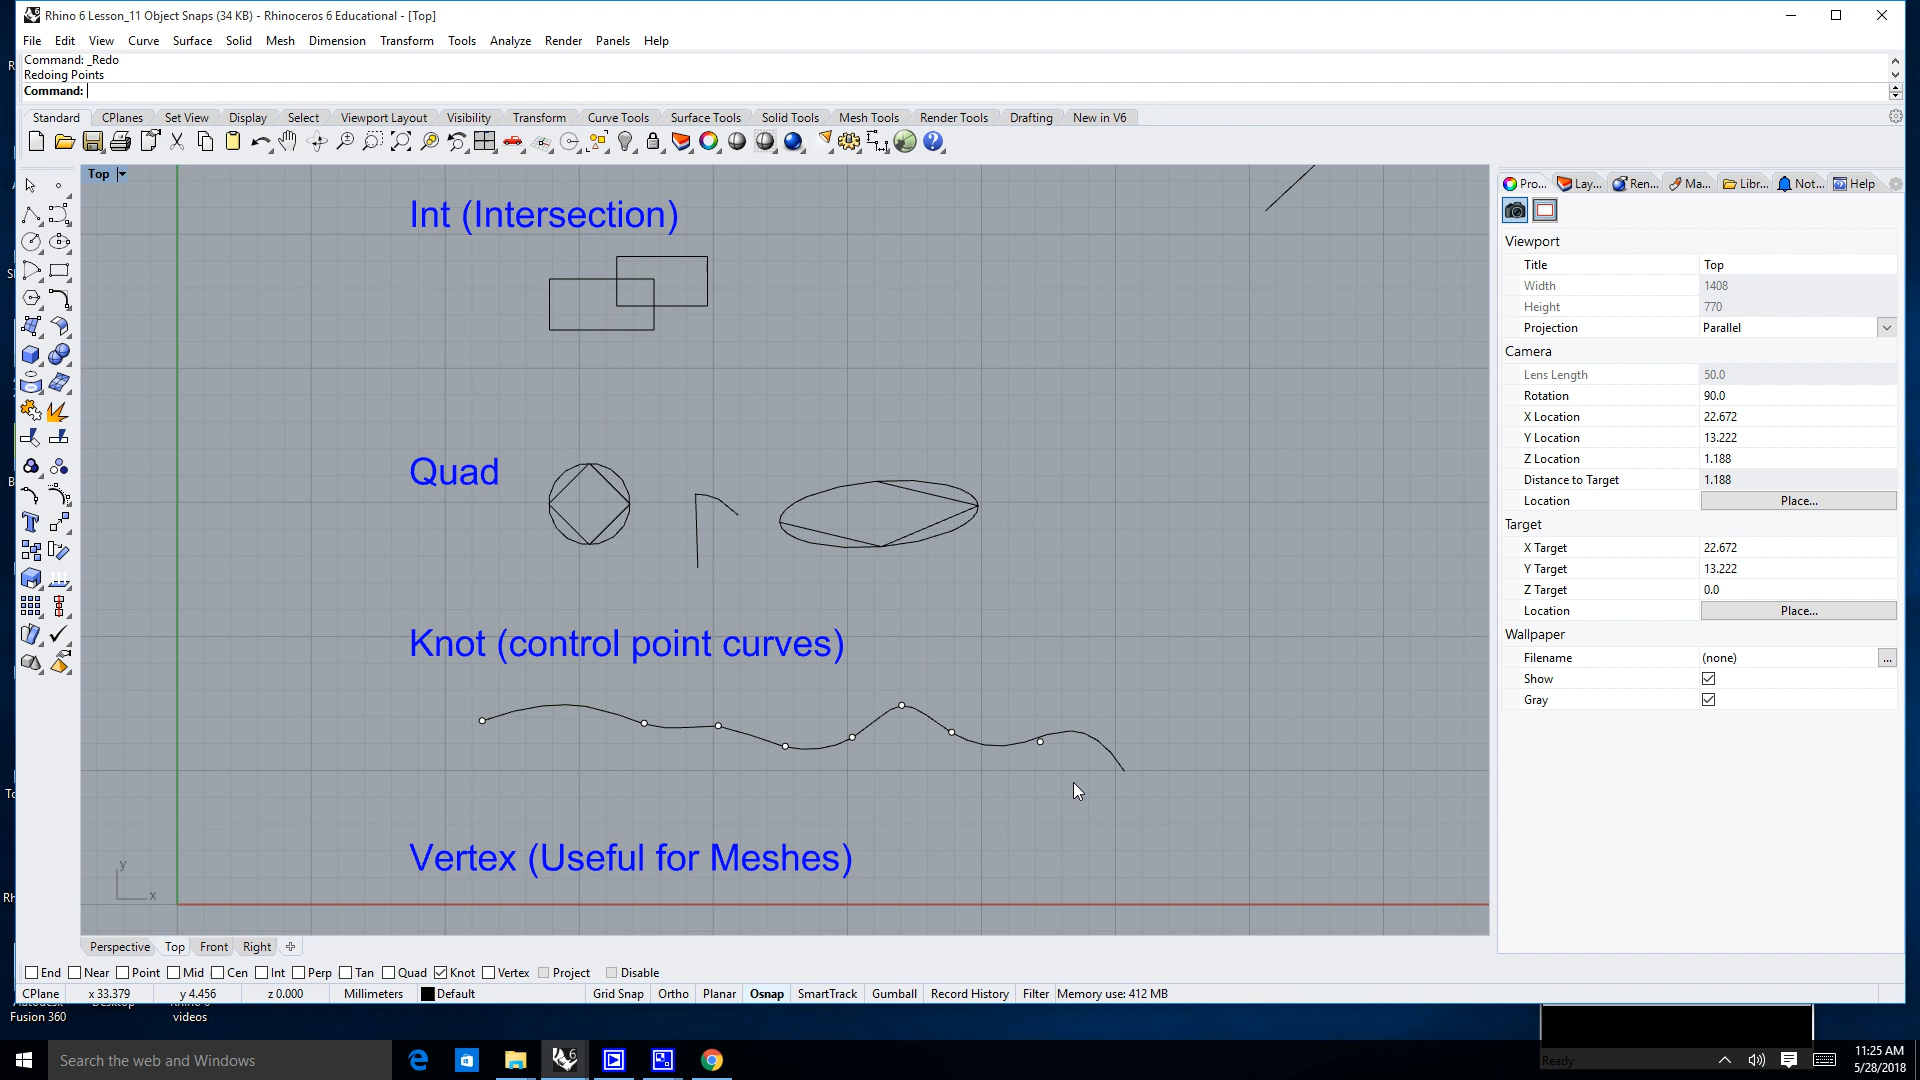 Rhino 6 Lesson_11 Object Snaps (34 KB) - Rhinoceros 6 Educational - [Top]
File Edit View Curve Surface Solid Mesh Dimension Transform Tools Analyze Render Panels Help
Command: _Redo
Redoing Points
Command:
Standard CPlanes Set View Display Select Viewport Layout Visibility Transform Curve Tools Surface Tools Solid Tools Mesh Tools Render Tools Drafting New in V6
Top
Int (Intersection)
Quad
Knot (control point curves)
Vertex (Useful for Meshes)
y
x
Pro... Lay... Ren... Ma... Libr... Not... Help
Viewport
Title Top
Width 1408
Height 770
Projection Parallel
Camera
Lens Length 50.0
Rotation 90.0
X Location 22.672
Y Location 13.222
Z Location 1.188
Distance to Target 1.188
Location Place...
Target
X Target 22.672
Y Target 13.222
Z Target 0.0
Location Place...
Wallpaper
Filename (none) ...
Show
Gray
Perspective Top Front Right
End Near Point Mid Cen Int Perp Tan Quad Knot Vertex Project Disable
CPlane x 33.379 y 4.456 z 0.000 Millimeters Default Grid Snap Ortho Planar Osnap SmartTrack Gumball Record History Filter Memory use: 412 MB
Fusion 360
videos
Search the web and Windows
Ready
11:25 AM
5/28/2018